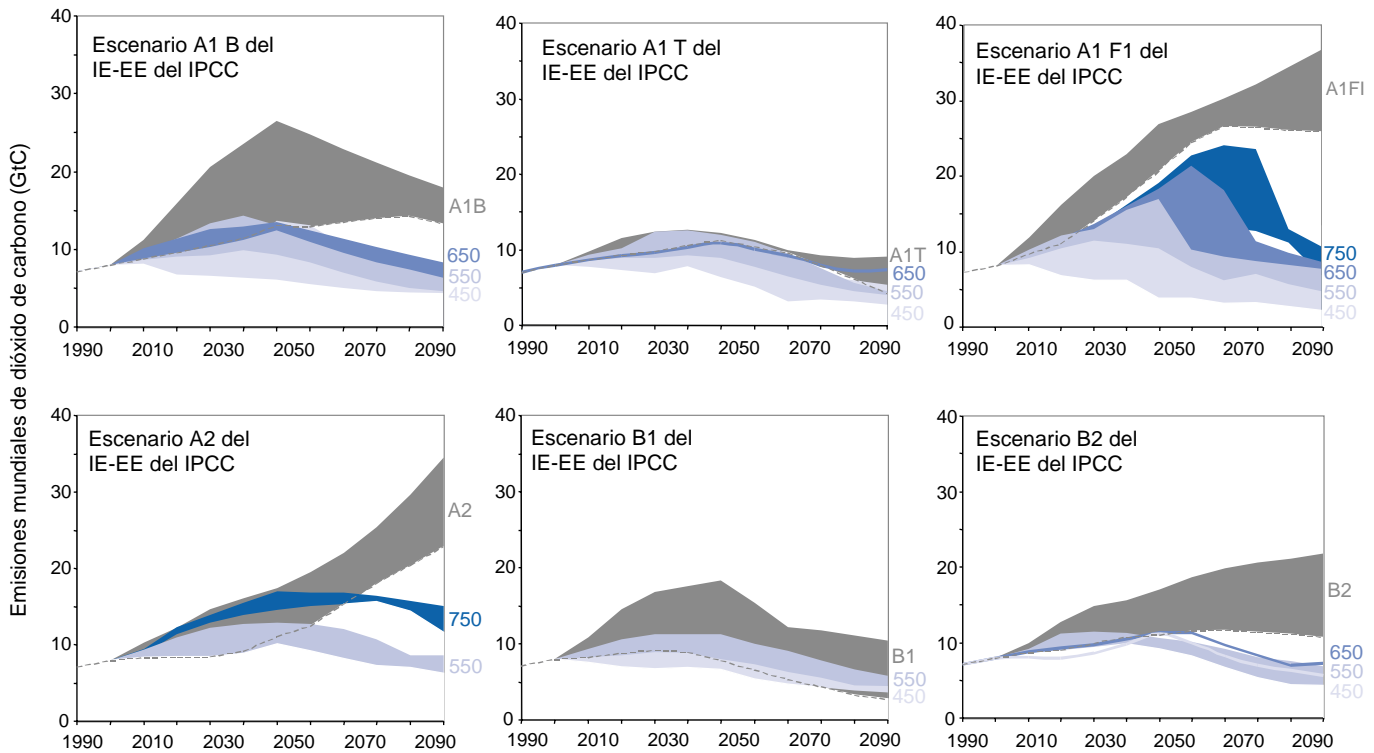 Emisiones mundiales de dióxido de carbono (GtC)
Escenario A1 B del
IE-EE del IPCC
40
30
20
10
0
1990 2010 2030 2050 2070 2090
A1B
650
550
450
Escenario A1 T del
IE-EE del IPCC
40
30
20
10
0
1990 2010 2030 2050 2070 2090
A1T
650
550
450
Escenario A1 F1 del
IE-EE del IPCC
40
30
20
10
0
1990 2010 2030 2050 2070 2090
A1FI
750
650
550
450
Escenario A2 del
IE-EE del IPCC
40
30
20
10
0
1990 2010 2030 2050 2070 2090
A2
750
550
Escenario B1 del
IE-EE del IPCC
40
30
20
10
0
1990 2010 2030 2050 2070 2090
B1
550
450
Escenario B2 del
IE-EE del IPCC
40
30
20
10
0
1990 2010 2030 2050 2070 2090
B2
650
550
450